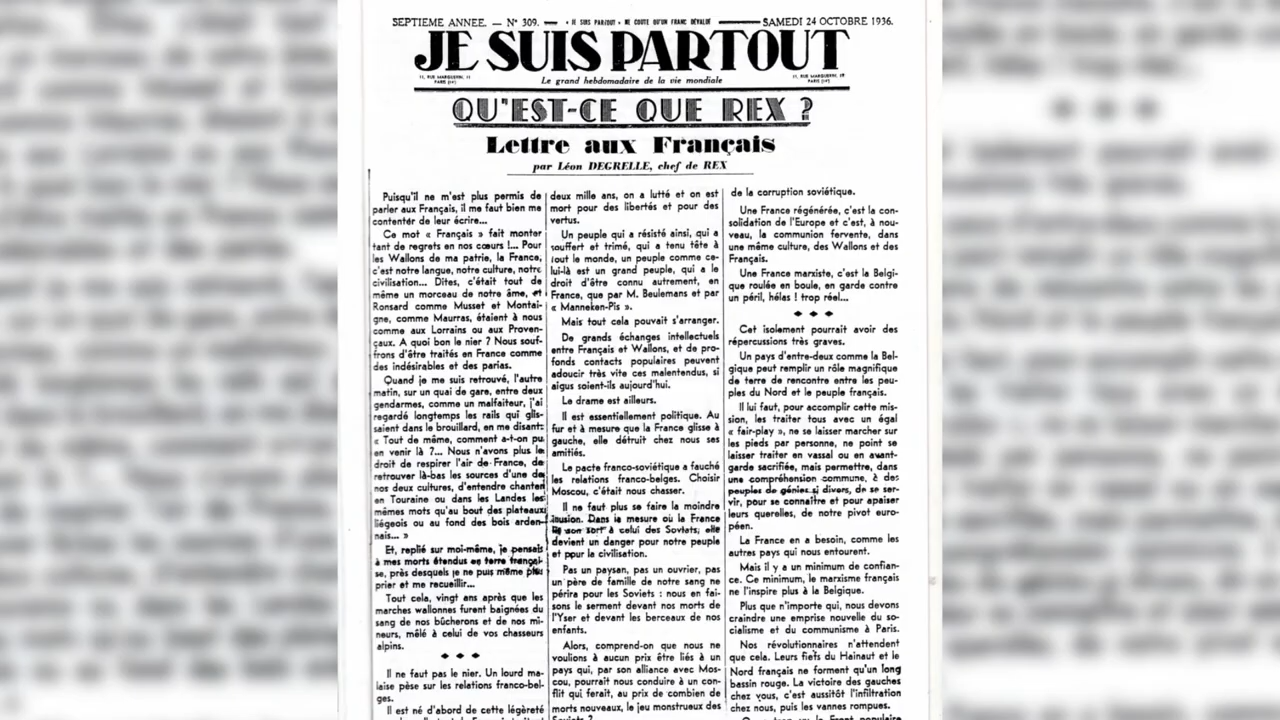 SEPTIEME ANNEE. — N° 309. — « JE SUIS PARTOUT » NE COUTE QU'UN FRANC DÉVALUÉ — SAMEDI 24 OCTOBRE 1936.
JE SUIS PARTOUT
Le grand hebdomadaire de la vie mondiale
QU'EST-CE QUE REX ?
Lettre aux Français
par Léon DEGRELLE, chef de REX
Puisqu'il ne m'est plus permis de
parler aux Français, il me faut bien me
contenter de leur écrire...
Ce mot « Français » fait monter
tant de regrets en nos cœurs !... Pour
les Wallons de ma patrie, la France,
c'est notre langue, notre culture, notre
civilisation... Dites, c'était tout de
même un morceau de notre âme, et
Ronsard comme Musset et Montai-
gne, comme Maurras, étaient à nous
comme aux Lorrains ou aux Proven-
çaux. A quoi bon le nier ? Nous souf-
frons d'être traités en France comme
des indésirables et des parias.
Quand je me suis retrouvé, l'autre
matin, sur un quai de gare, entre deux
gendarmes, comme un malfaiteur, j'ai
regardé longtemps les rails qui glis-
saient dans le brouillard, en me disant:
« Tout de même, comment a-t-on pu
en venir là ?... Nous n'avons plus le
droit de respirer l'air de France, de
retrouver là-bas les sources d'une de
nos deux cultures, d'entendre chanter
en Touraine ou dans les Landes les
mêmes mots qu'au bout des plateaux
liégeois ou au fond des bois arden-
nais... »
Et, replié sur moi-même, je pensais
à mes morts étendus en terre françai-
se, près desquels je ne puis même plus
prier et me recueillir...
Tout cela, vingt ans après que les
marches wallonnes furent baignées du
sang de nos bûcherons et de nos mi-
neurs, mêlé à celui de vos chasseurs
alpins.
Il ne faut pas le nier. Un lourd ma-
laise pèse sur les relations franco-bel-
ges.
Il est né d'abord de cette légèreté
deux mille ans, on a lutté et on est
mort pour des libertés et pour des
vertus.
Un peuple qui a résisté ainsi, qui a
souffert et trimé, qui a tenu tête à
tout le monde, un peuple comme ce-
lui-là est un grand peuple, qui a le
droit d'être connu autrement, en
France, que par M. Beulemans et par
« Manneken-Pis ».
Mais tout cela pouvait s'arranger.
De grands échanges intellectuels
entre Français et Wallons, et de pro-
fonds contacts populaires peuvent
adoucir très vite ces malentendus, si
aigus soient-ils aujourd'hui.
Le drame est ailleurs.
Il est essentiellement politique. Au
fur et à mesure que la France glisse à
gauche, elle détruit chez nous ses
amitiés.
Le pacte franco-soviétique a fauché
les relations franco-belges. Choisir
Moscou, c'était nous chasser.
Il ne faut plus se faire la moindre
illusion. Dans la mesure où la France
lie son sort à celui des Soviets, elle
devient un danger pour notre peuple
et pour la civilisation.
Pas un paysan, pas un ouvrier, pas
un père de famille de notre sang ne
périra pour les Soviets : nous en fai-
sons le serment devant nos morts de
l'Yser et devant les berceaux de nos
enfants.
Alors, comprend-on que nous ne
voulions à aucun prix être liés à un
pays qui, par son alliance avec Mos-
cou, pourrait nous conduire à un con-
flit qui ferait, au prix de combien de
morts nouveaux, le jeu monstrueux des
Soviets ?
de la corruption soviétique.
Une France régénérée, c'est la con-
solidation de l'Europe et c'est, à nou-
veau, la communion fervente, dans
une même culture, des Wallons et des
Français.
Une France marxiste, c'est la Belgi-
que roulée en boule, en garde contre
un péril, hélas ! trop réel...
Cet isolement pourrait avoir des
répercussions très graves.
Un pays d'entre-deux comme la Bel-
gique peut remplir un rôle magnifique
de terre de rencontre entre les peu-
ples du Nord et le peuple français.
Il lui faut, pour accomplir cette mis-
sion, les traiter tous avec un égal
« fair-play », ne se laisser marcher sur
les pieds par personne, ne point se
laisser traiter en vassal ou en avant-
garde sacrifiée, mais permettre, dans
une compréhension commune, à des
peuples de génies si divers, de se ser-
vir, pour se connaître et pour apaiser
leurs querelles, de notre pivot euro-
péen.
La France en a besoin, comme les
autres pays qui nous entourent.
Mais il y a un minimum de confian-
ce. Ce minimum, le marxisme français
ne l'inspire plus à la Belgique.
Plus que n'importe qui, nous devons
craindre une emprise nouvelle du so-
cialisme et du communisme à Paris.
Nos révolutionnaires n'attendent
que cela. Leurs fiefs du Hainaut et le
Nord français ne forment qu'un long
bassin rouge. La victoire des gauches
chez vous, c'est aussitôt l'infiltration
chez nous, puis les vannes rompues.